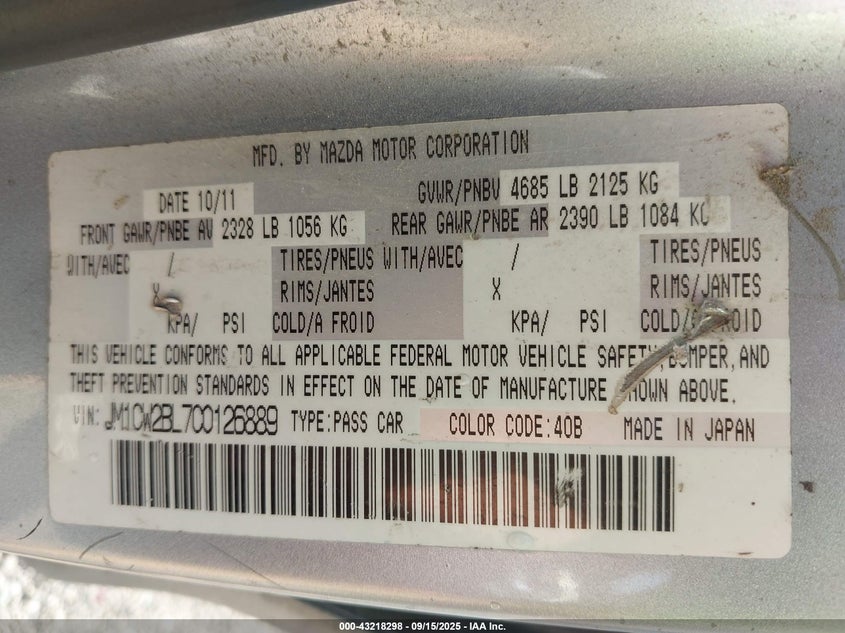 MFD. BY MAZDA MOTOR CORPORATION
DATE 10/11 GVWR/PNBV 4685 LB 2125 KG
FRONT GAWR/PNBE AV 2328 LB 1056 KG REAR GAWR/PNBE AR 2390 LB 1084 KG
WITH/AVEC / TIRES/PNEUS WITH/AVEC / TIRES/PNEUS
X RIMS/JANTES X RIMS/JANTES
KPA/ PSI COLD/A FROID KPA/ PSI COLD/A FROID
THIS VEHICLE CONFORMS TO ALL APPLICABLE FEDERAL MOTOR VEHICLE SAFETY, BUMPER, AND
THEFT PREVENTION STANDARDS IN EFFECT ON THE DATE OF MANUFACTURE SHOWN ABOVE.
VIN: JM1CW2BL7C0126889 TYPE:PASS CAR COLOR CODE:40B MADE IN JAPAN
000-43218298 - 09/15/2025 - IAA Inc.